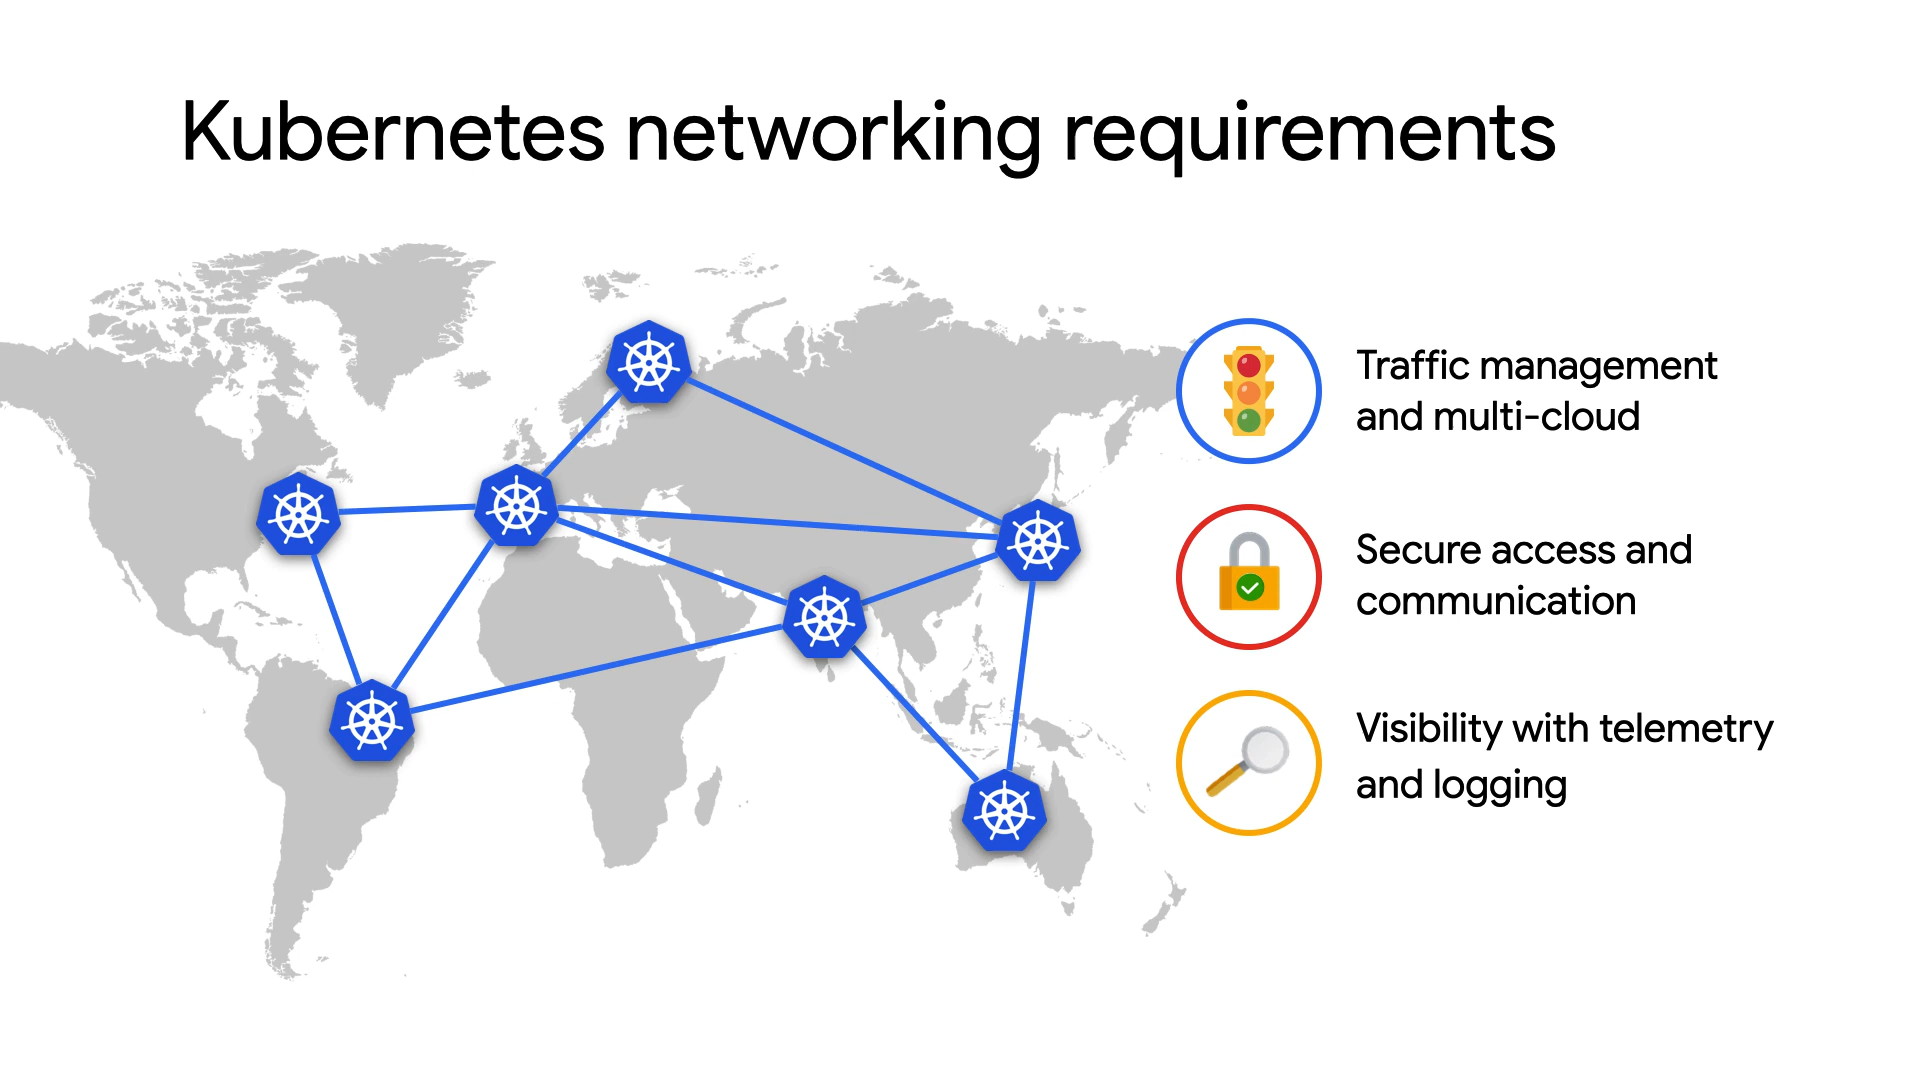 Kubernetes networking requirements
Traffic management
and multi-cloud
Secure access and
communication
Visibility with telemetry
and logging